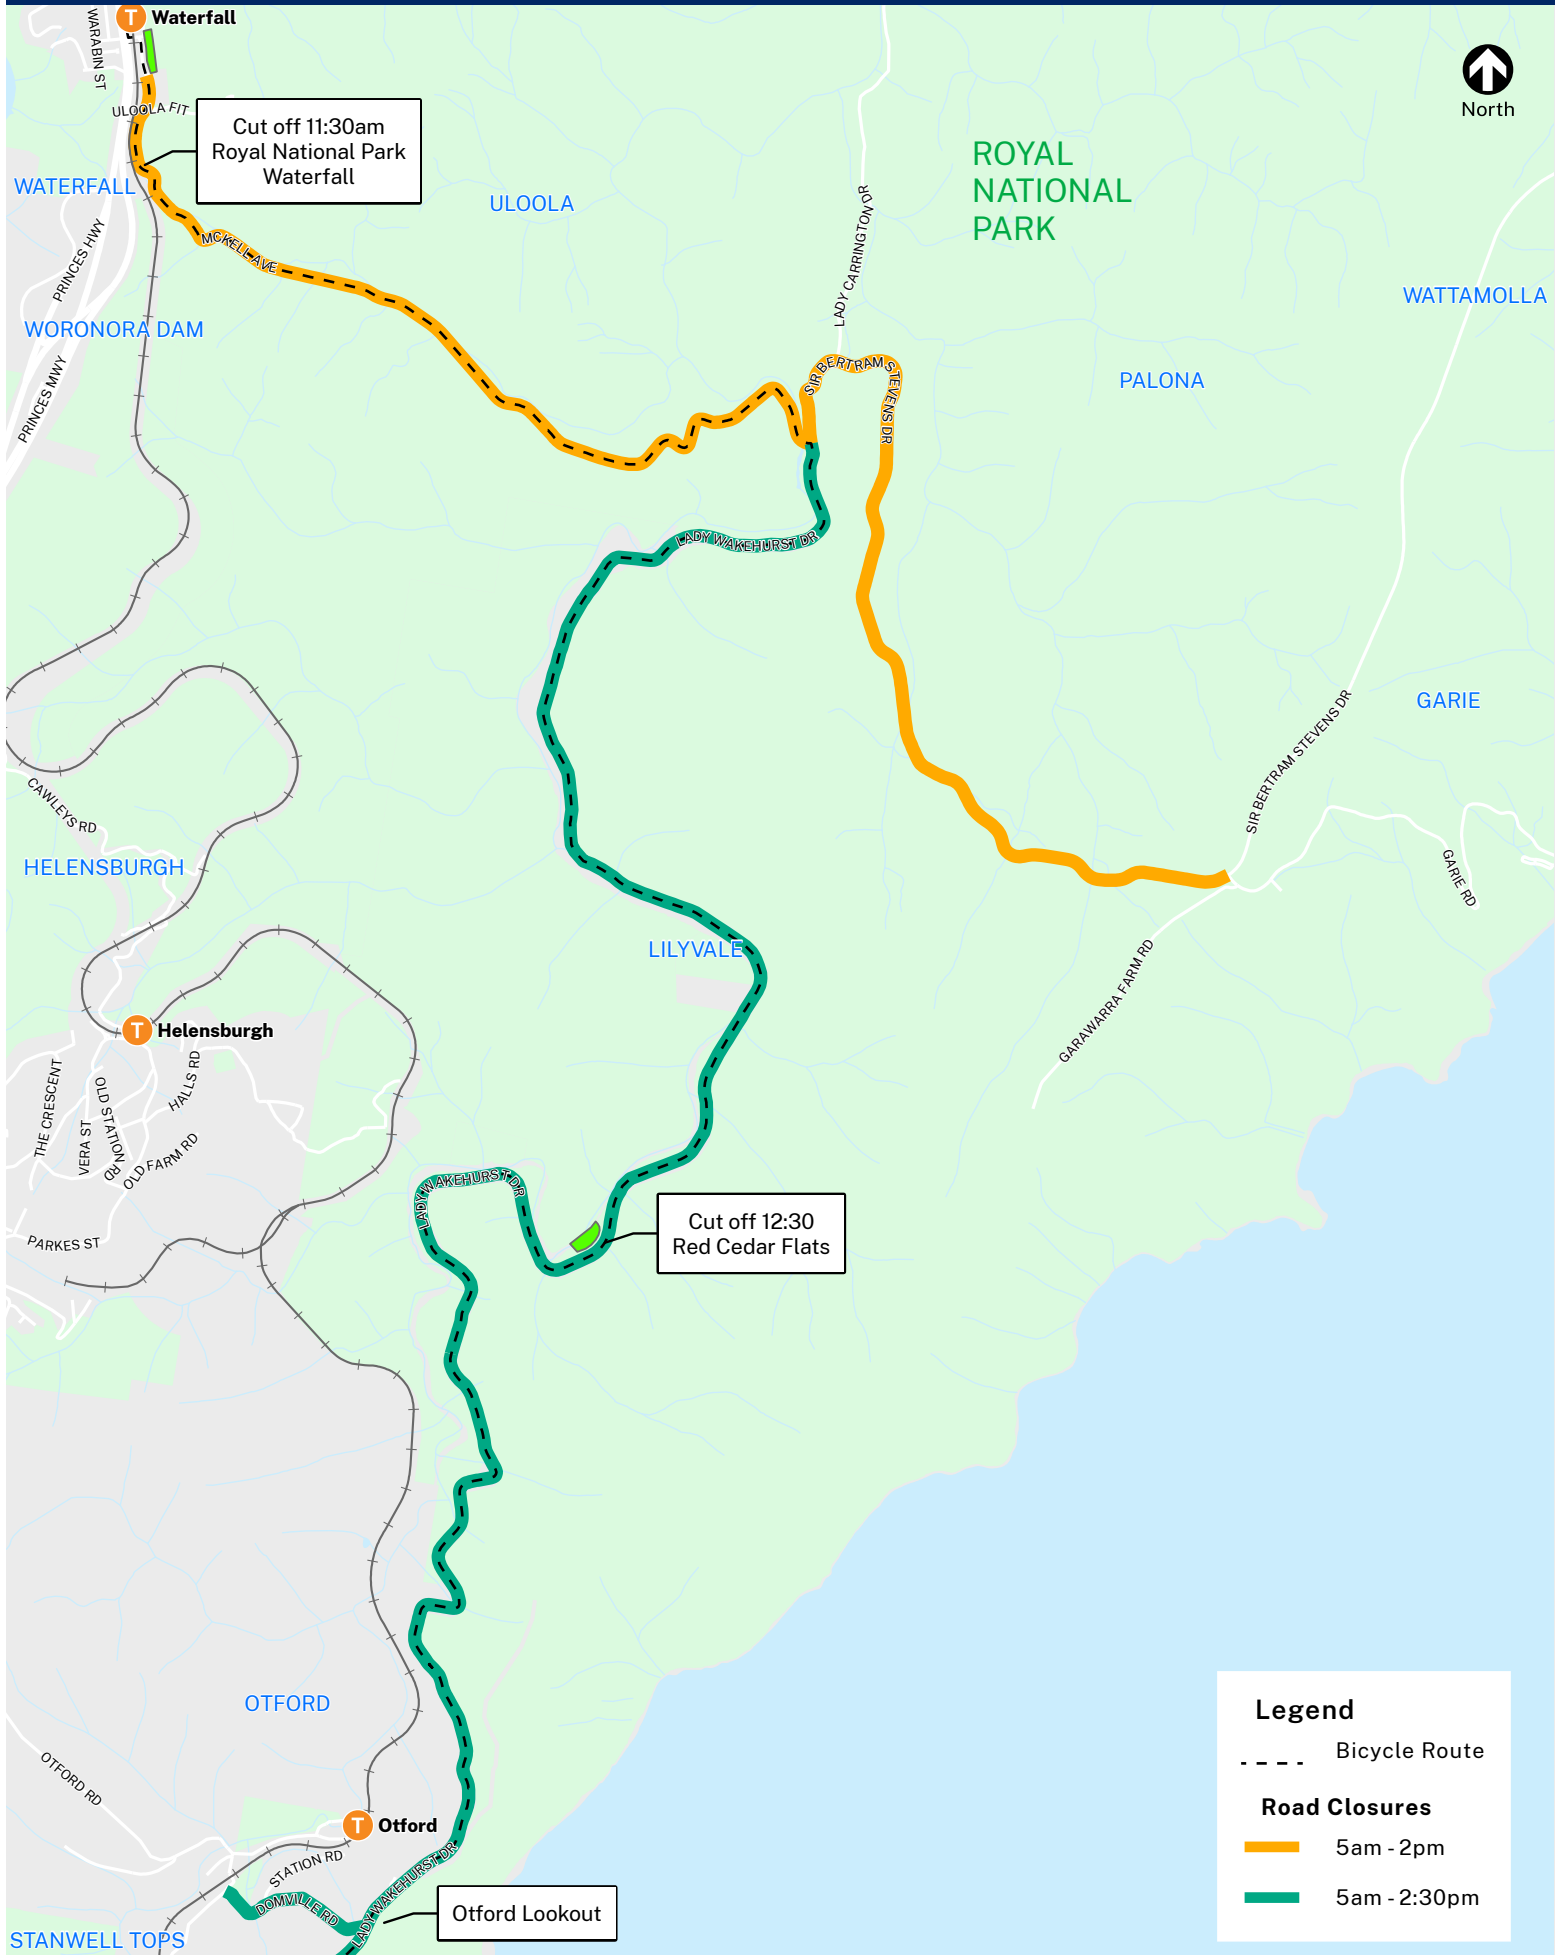 Waterfall
WARABIN ST
North
ULOOLA FIT
Cut off 11:30am
Royal National Park
Waterfall
ROYAL
NATIONAL
PARK
WATERFALL
ULOOLA
LADY CARRINGTON DR
MCKELL AVE
PRINCES HWY
WATTAMOLLA
WORONORA DAM
PRINCES MWY
SIR BERTRAM STEVENS DR
PALONA
LADY WAKEHURST DR
GARIE
SIR BERTRAM STEVENS DR
CAWLEYS RD
HELENSBURGH
GARIE RD
LILYVALE
GARAWARRA FARM RD
Helensburgh
THE CRESCENT
OLD STATION RD
HALLS RD
VERA ST
OLD FARM RD
LADY WAKEHURST DR
Cut off 12:30
Red Cedar Flats
PARKES ST
OTFORD
OTFORD RD
Otford
STATION RD
LADY WAKEHURST DR
DOMVILLE RD
Otford Lookout
STANWELL TOPS
Legend
Bicycle Route
Road Closures
5am - 2pm
5am - 2:30pm
T
T
T